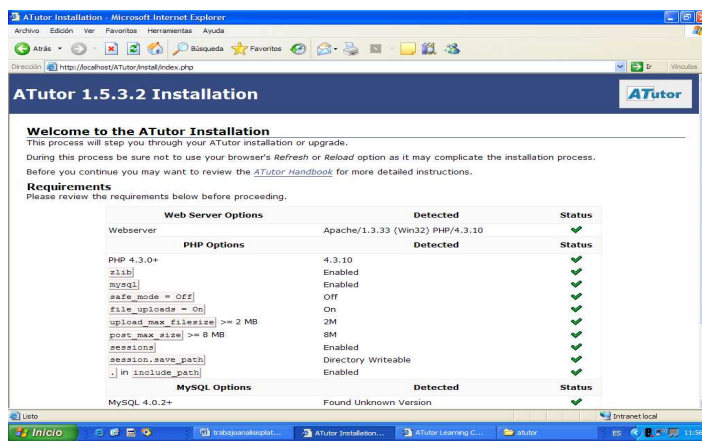 ATutor Installation - Microsoft Internet Explorer
Archivo Edición Ver Favoritos Herramientas Ayuda
Atrás Búsqueda Favoritos
Dirección http://localhost/ATutor/install/index.php Ir Vínculos
ATutor 1.5.3.2 Installation ATutor
Welcome to the ATutor Installation
This process will step you through your ATutor installation or upgrade.
During this process be sure not to use your browser's Refresh or Reload option as it may complicate the installation process.
Before you continue you may want to review the ATutor Handbook for more detailed instructions.
Requirements
Please review the requirements below before proceeding.
Web Server Options Detected Status
Webserver Apache/1.3.33 (Win32) PHP/4.3.10
PHP Options Detected Status
PHP 4.3.0+ 4.3.10
zlib Enabled
mysql Enabled
safe_mode = Off Off
file_uploads = On On
upload_max_filesize >= 2 MB 2M
post_max_size >= 8 MB 8M
sessions Enabled
session.save_path Directory Writeable
. in include_path Enabled
MySQL Options Detected Status
MySQL 4.0.2+ Found Unknown Version
Listo Intranet local
Inicio trabajoanalisisplat... ATutor Installation... ATutor Learning C... atutor ES 11:56